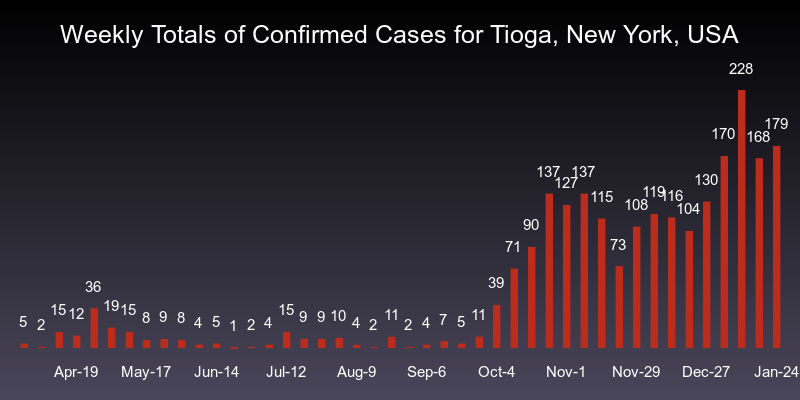 Weekly Totals of Confirmed Cases for Tioga, New York, USA
5 2 15 12 36 19 15 8 9 8 4 5 1 2 4 15 9 9 10 4 2 11 2 4 7 5 11 39 71 90 137 127 137 115 73 108 119 116 104 130 170 228 168 179
Apr-19 May-17 Jun-14 Jul-12 Aug-9 Sep-6 Oct-4 Nov-1 Nov-29 Dec-27 Jan-24